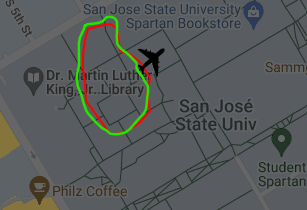 San Jose State University
Spartan Bookstore
S 5th St
Dr. Martin Luther
King, Jr. Library
Samm
San José
State Univ
Student
Spartan
Philz Coffee